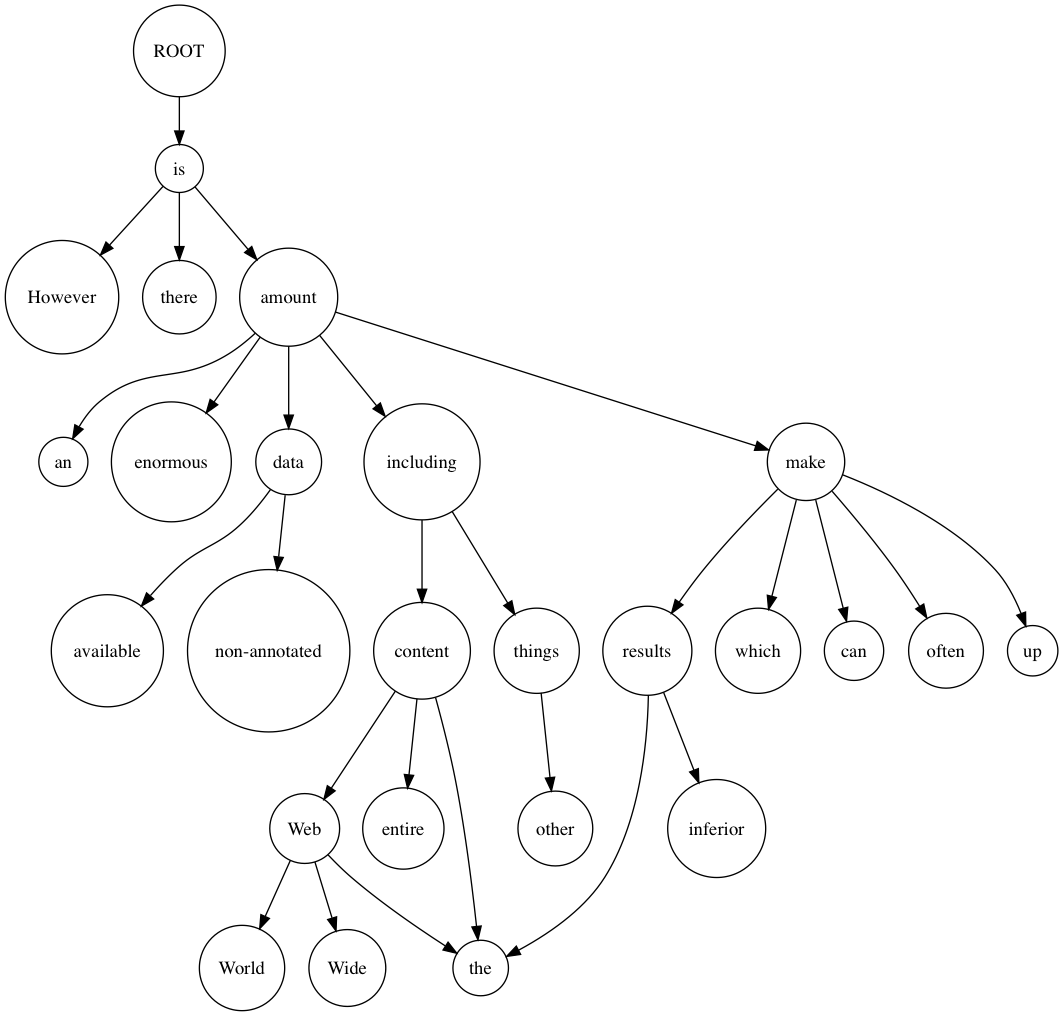 ROOT
is
However there amount
an enormous data including make
available non-annotated content things results which can often up
Web entire other inferior
World Wide the